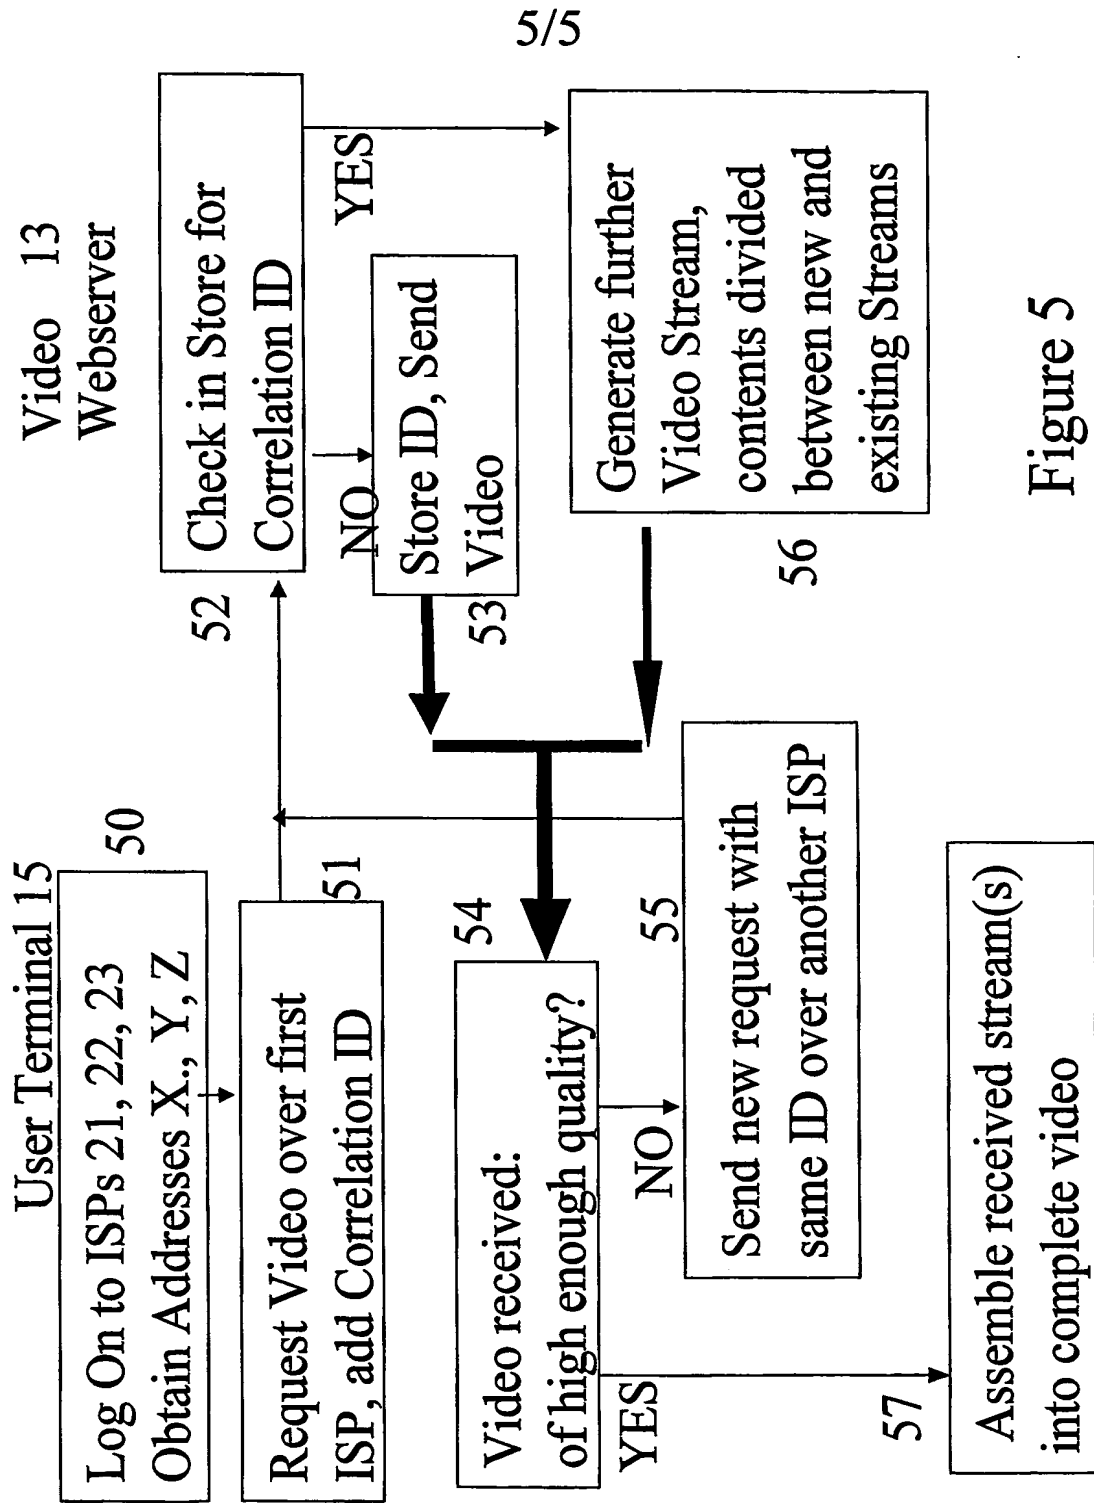 5/5
User Terminal 15
Video 13
Webserver
50
Log On to ISPs 21, 22, 23
Obtain Addresses X., Y, Z
51
Request Video over first
ISP, add Correlation ID
52
Check in Store for
Correlation ID
NO
YES
53
Store ID, Send
Video
54
Video received:
of high enough quality?
NO
YES
55
Send new request with
same ID over another ISP
56
Generate further
Video Stream,
contents divided
between new and
existing Streams
57
Assemble received stream(s)
into complete video
Figure 5